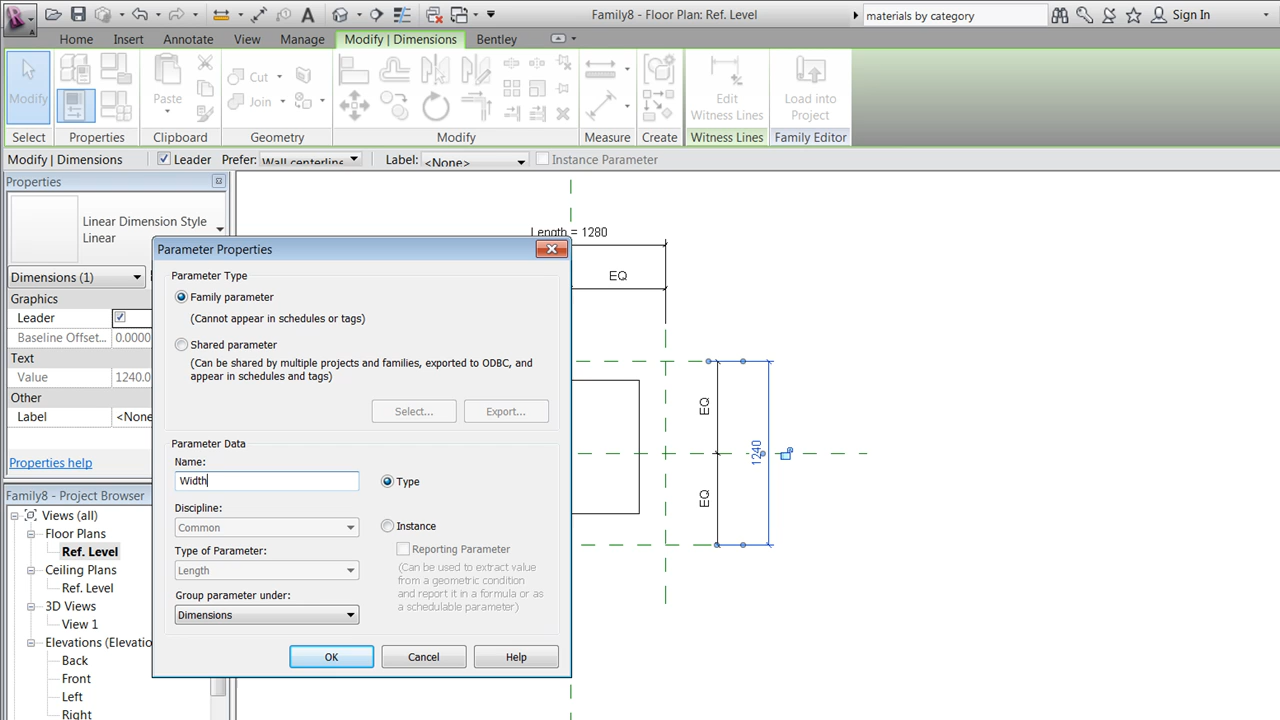 Family8 - Floor Plan: Ref. Level
materials by category
Sign In
Home Insert Annotate View Manage Modify | Dimensions Bentley
Modify
Paste
Cut
Join
Edit
Witness Lines
Load into
Project
Select Properties Clipboard Geometry Modify Measure Create Witness Lines Family Editor
Modify | Dimensions Leader Prefer: Wall centerline Label: <None> Instance Parameter
Properties
Linear Dimension Style
Linear
Dimensions (1)
Graphics
Leader
Baseline Offset... 0.0000
Text
Value 1240.0
Other
Label <None
Properties help
Family8 - Project Browser
Views (all)
Floor Plans
Ref. Level
Ceiling Plans
Ref. Level
3D Views
View 1
Elevations (Elevatio
Back
Front
Left
Right
Parameter Properties
Parameter Type
Family parameter
(Cannot appear in schedules or tags)
Shared parameter
(Can be shared by multiple projects and families, exported to ODBC, and
appear in schedules and tags)
Select... Export...
Parameter Data
Name:
Width
Type
Discipline:
Common
Instance
Type of Parameter:
Reporting Parameter
Length
(Can be used to extract value
from a geometric condition
and report it in a formula or as
a schedulable parameter)
Group parameter under:
Dimensions
OK Cancel Help
Length = 1280
EQ
EQ
1240
EQ